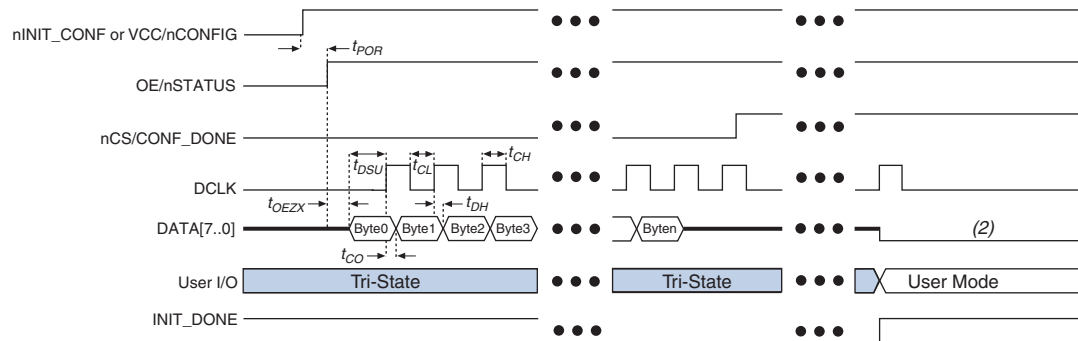 nINIT_CONF or VCC/nCONFIG
tPOR
OE/nSTATUS
nCS/CONF_DONE
tDSU
tCL
tCH
DCLK
tOEZX
tDH
DATA[7..0]
Byte0 Byte1 Byte2 Byte3 Byten (2)
tCO
User I/O Tri-State Tri-State User Mode
INIT_DONE